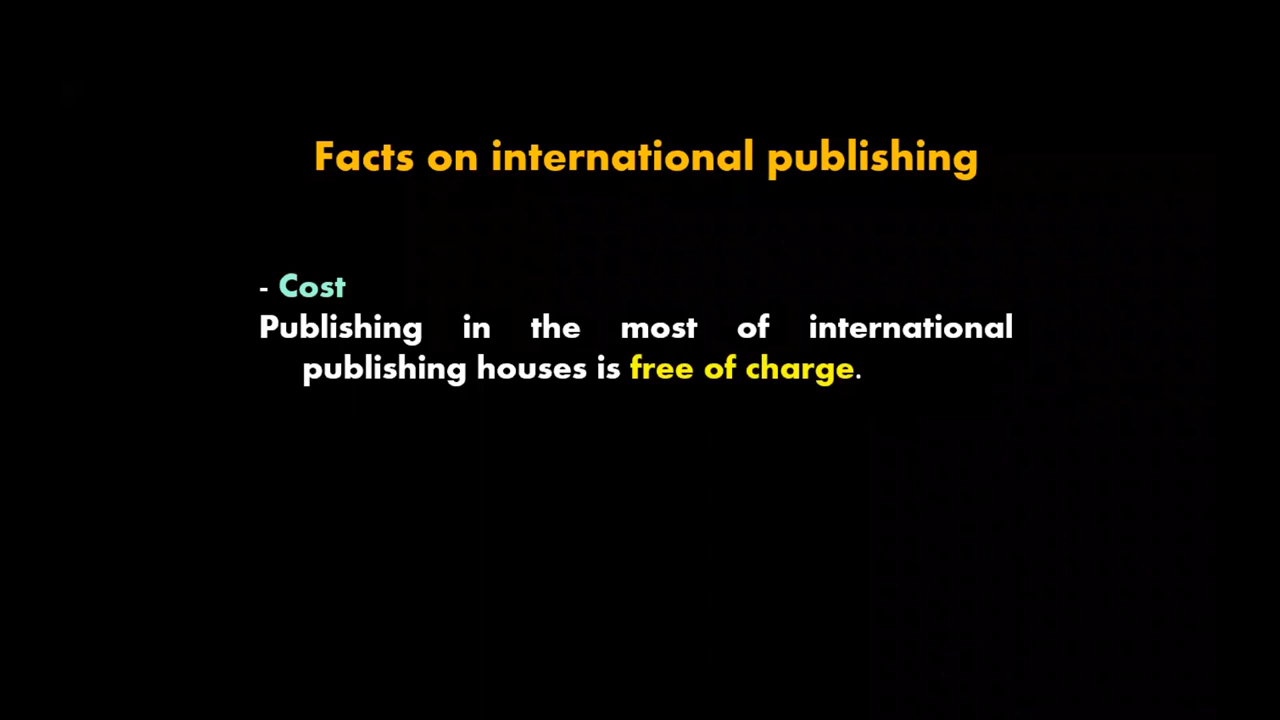 Facts on international publishing
- Cost
Publishing in the most of international
publishing houses is free of charge.